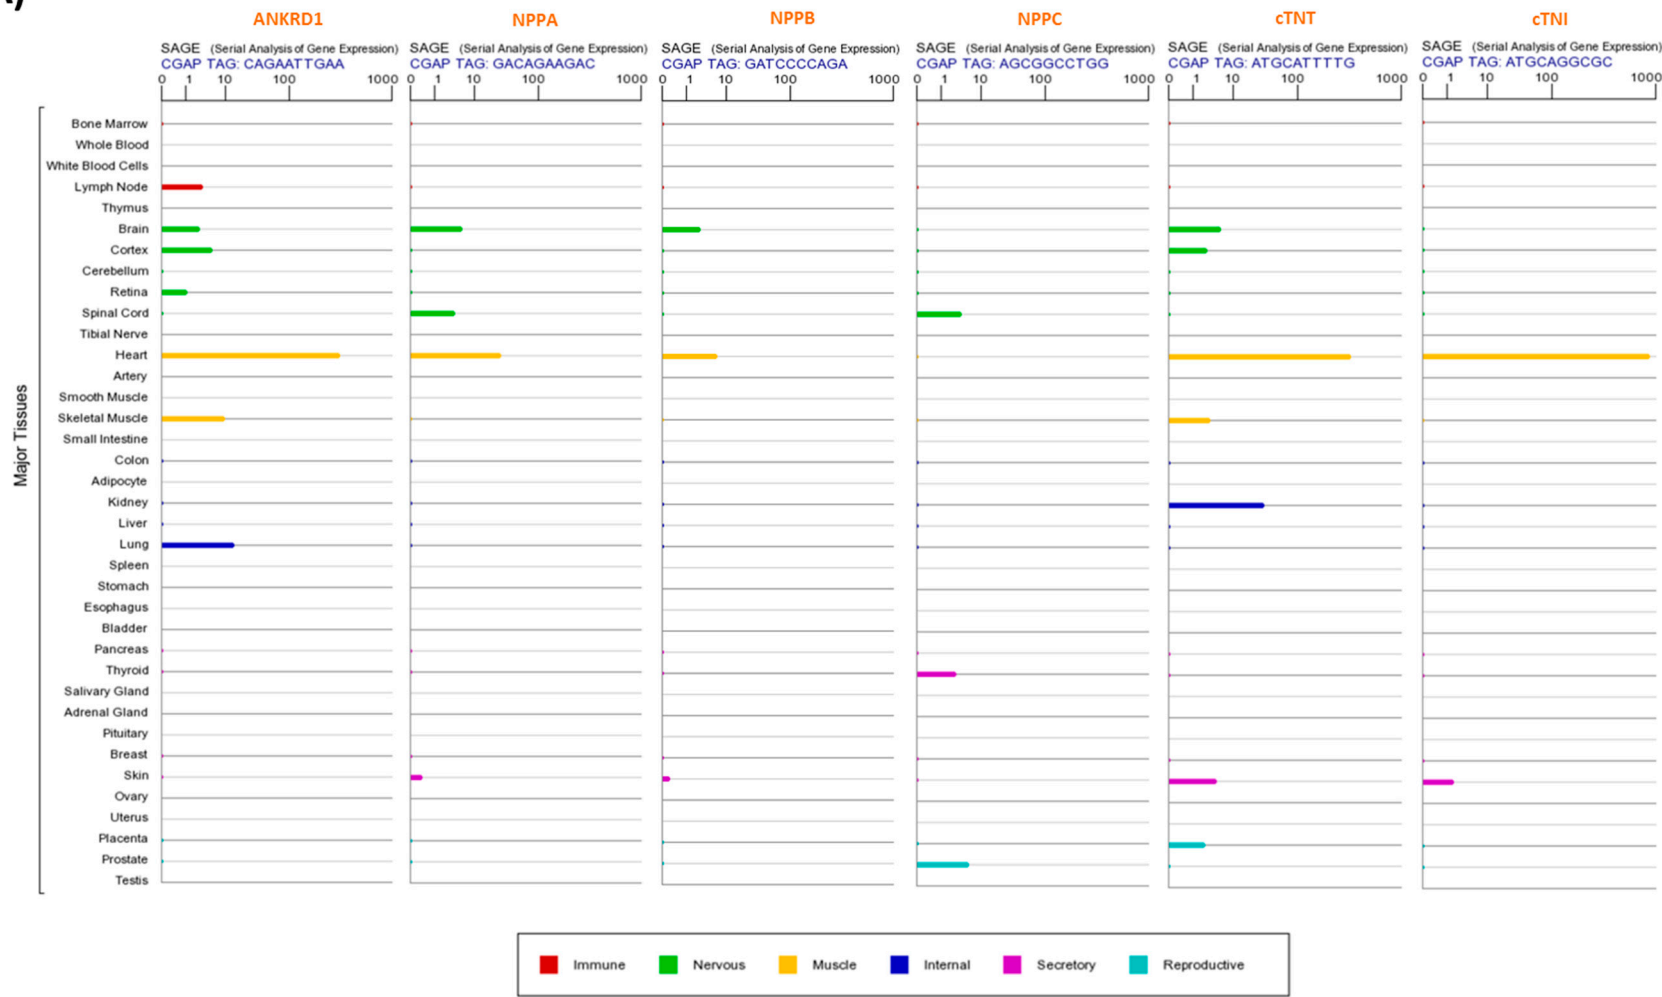 ANKRD1 NPPA NPPB NPPC cTNT cTNI
SAGE (Serial Analysis of Gene Expression) SAGE (Serial Analysis of Gene Expression) SAGE (Serial Analysis of Gene Expression) SAGE (Serial Analysis of Gene Expression) SAGE (Serial Analysis of Gene Expression) SAGE (Serial Analysis of Gene Expression)
CGAP TAG: CAGAATTGAA CGAP TAG: GACAGAAGAC CGAP TAG: GATCCCCAGA CGAP TAG: AGCGGCCTGG CGAP TAG: ATGCATTTTG CGAP TAG: ATGCAGGCGC
0 1 10 100 1000 0 1 10 100 1000 0 1 10 100 1000 0 1 10 100 1000 0 1 10 100 1000 0 1 10 100 1000
Major Tissues
Bone Marrow
Whole Blood
White Blood Cells
Lymph Node
Thymus
Brain
Cortex
Cerebellum
Retina
Spinal Cord
Tibial Nerve
Heart
Artery
Smooth Muscle
Skeletal Muscle
Small Intestine
Colon
Adipocyte
Kidney
Liver
Lung
Spleen
Stomach
Esophagus
Bladder
Pancreas
Thyroid
Salivary Gland
Adrenal Gland
Pituitary
Breast
Skin
Ovary
Uterus
Placenta
Prostate
Testis
Immune Nervous Muscle Internal Secretory Reproductive